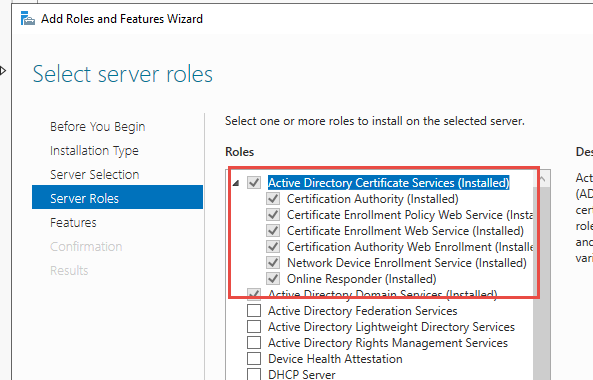 Add Roles and Features Wizard
Select server roles
Before You Begin
Installation Type
Server Selection
Server Roles
Features
Confirmation
Results
Select one or more roles to install on the selected server.
Roles
Active Directory Certificate Services (Installed)
Certification Authority (Installed)
Certificate Enrollment Policy Web Service (Insta
Certificate Enrollment Web Service (Installed)
Certification Authority Web Enrollment (Installe
Network Device Enrollment Service (Installed)
Online Responder (Installed)
Active Directory Domain Services (Installed)
Active Directory Federation Services
Active Directory Lightweight Directory Services
Active Directory Rights Management Services
Device Health Attestation
DHCP Server
Des
Acti
(AD
cert
role
and
vari